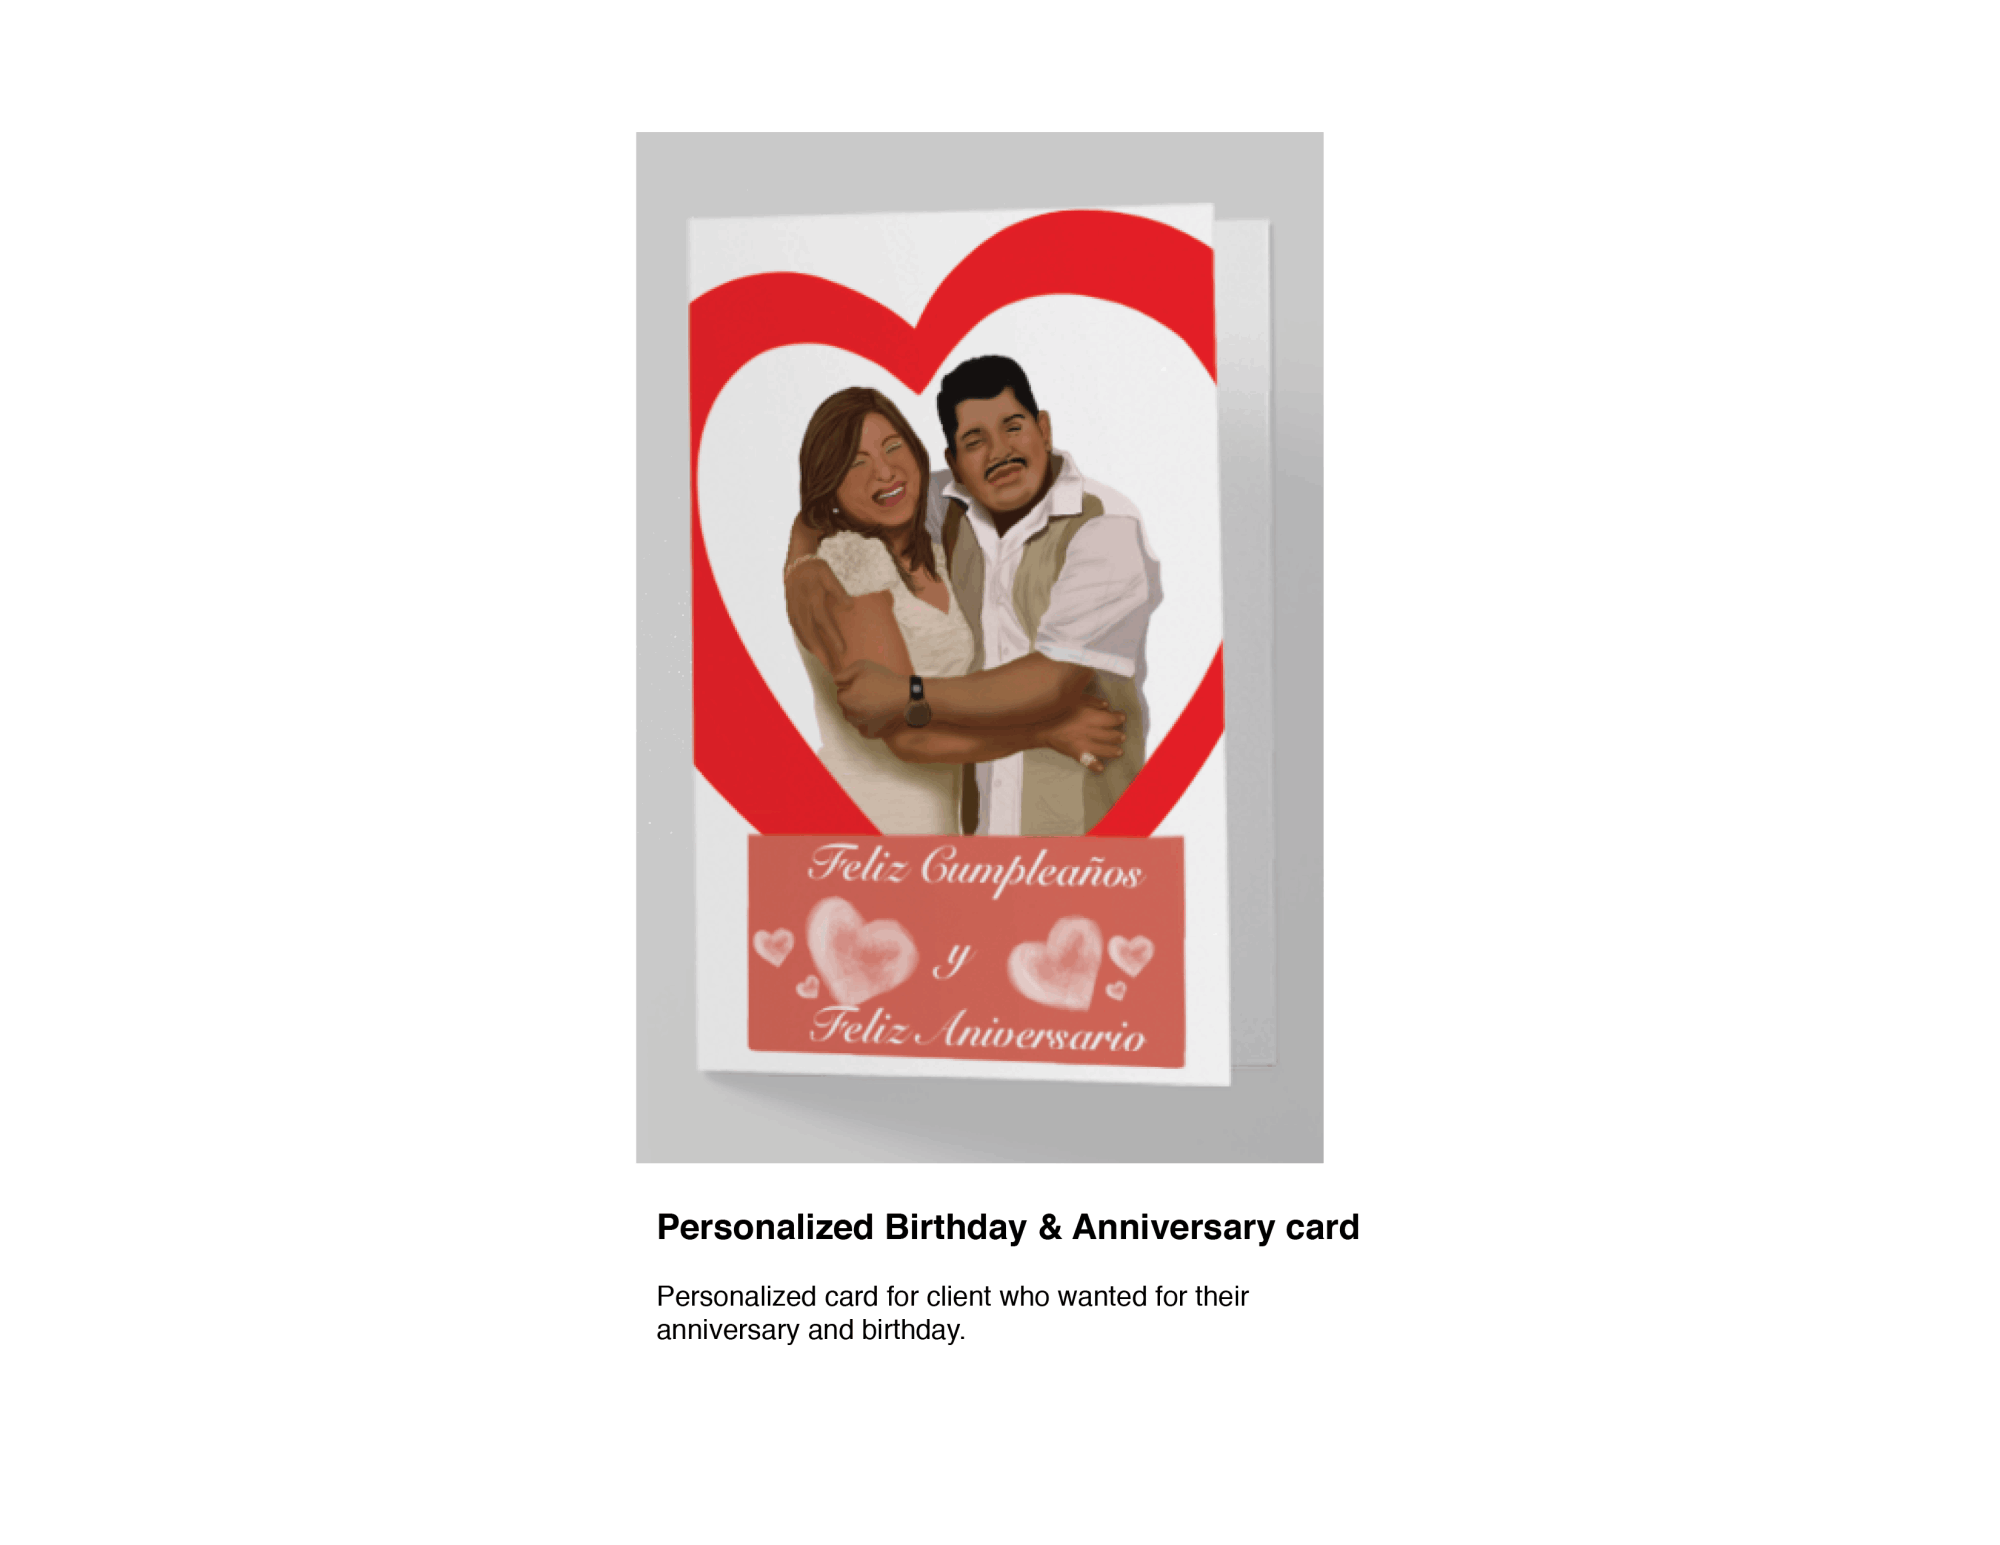 Feliz Cumpleaños
y
Feliz Aniversario
Personalized Birthday & Anniversary card
Personalized card for client who wanted for their
anniversary and birthday.